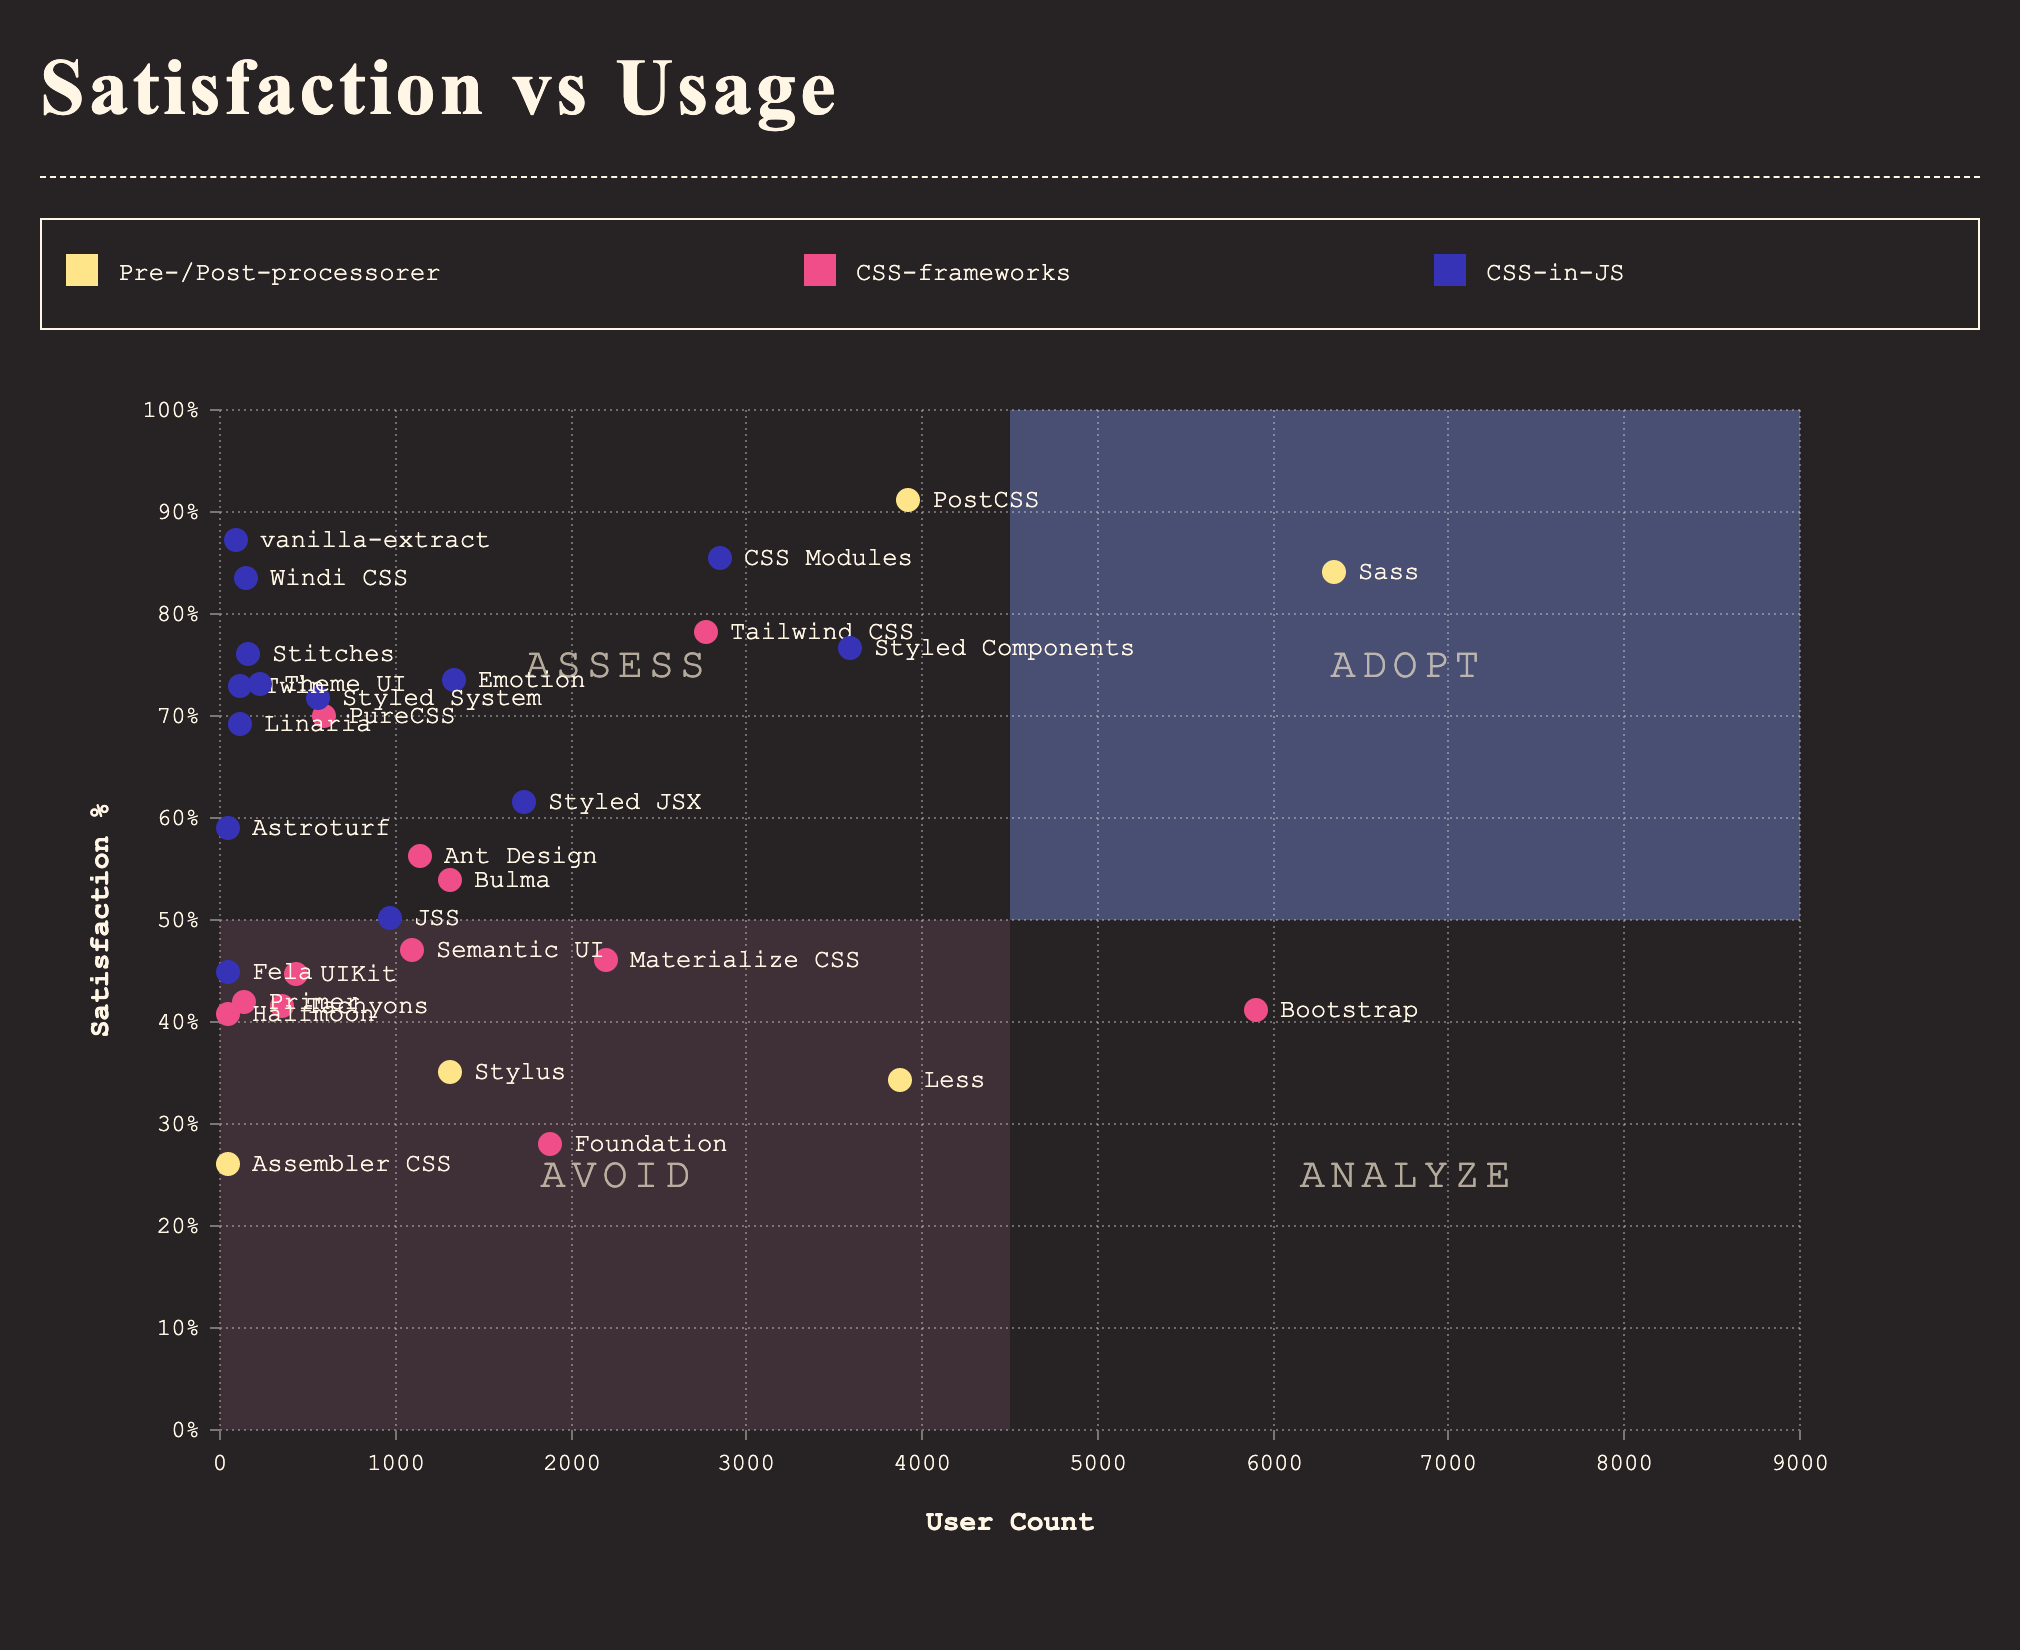 Satisfaction vs Usage
Pre-/Post-processorer
CSS-frameworks
CSS-in-JS
100%
PostCSS
90%
vanilla-extract
CSS Modules
Sass
Windi CSS
80%
Tailwind CSS
Styled Components
Stitches
ASSESS
ADOPT
Emotion
Theme UI
Twin
Styled System
70%
PureCSS
Linaria
Styled JSX
60%
Astroturf
Ant Design
Bulma
50%
JSS
Semantic UI
Materialize CSS
Fela
UIKit
Primer
Tachyons
Halfmoon
Bootstrap
40%
Stylus
Less
30%
Foundation
Assembler CSS
AVOID
ANALYZE
20%
10%
0%
Satisfaction %
0 1000 2000 3000 4000 5000 6000 7000 8000 9000
User Count